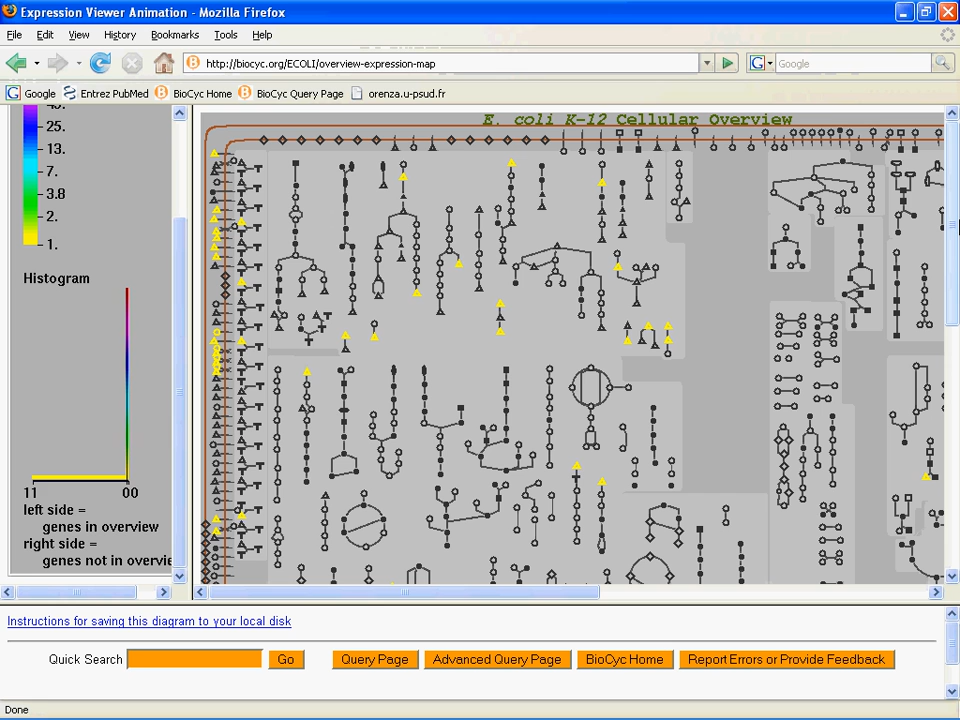 Expression Viewer Animation - Mozilla Firefox
File Edit View History Bookmarks Tools Help
http://biocyc.org/ECOLI/overview-expression-map
Google
Google Entrez PubMed BioCyc Home BioCyc Query Page orenza.u-psud.fr
E. coli K-12 Cellular Overview
25.
13.
7.
3.8
2.
1.
Histogram
11 00
left side =
genes in overview
right side =
genes not in overvie
Instructions for saving this diagram to your local disk
Quick Search Go Query Page Advanced Query Page BioCyc Home Report Errors or Provide Feedback
Done